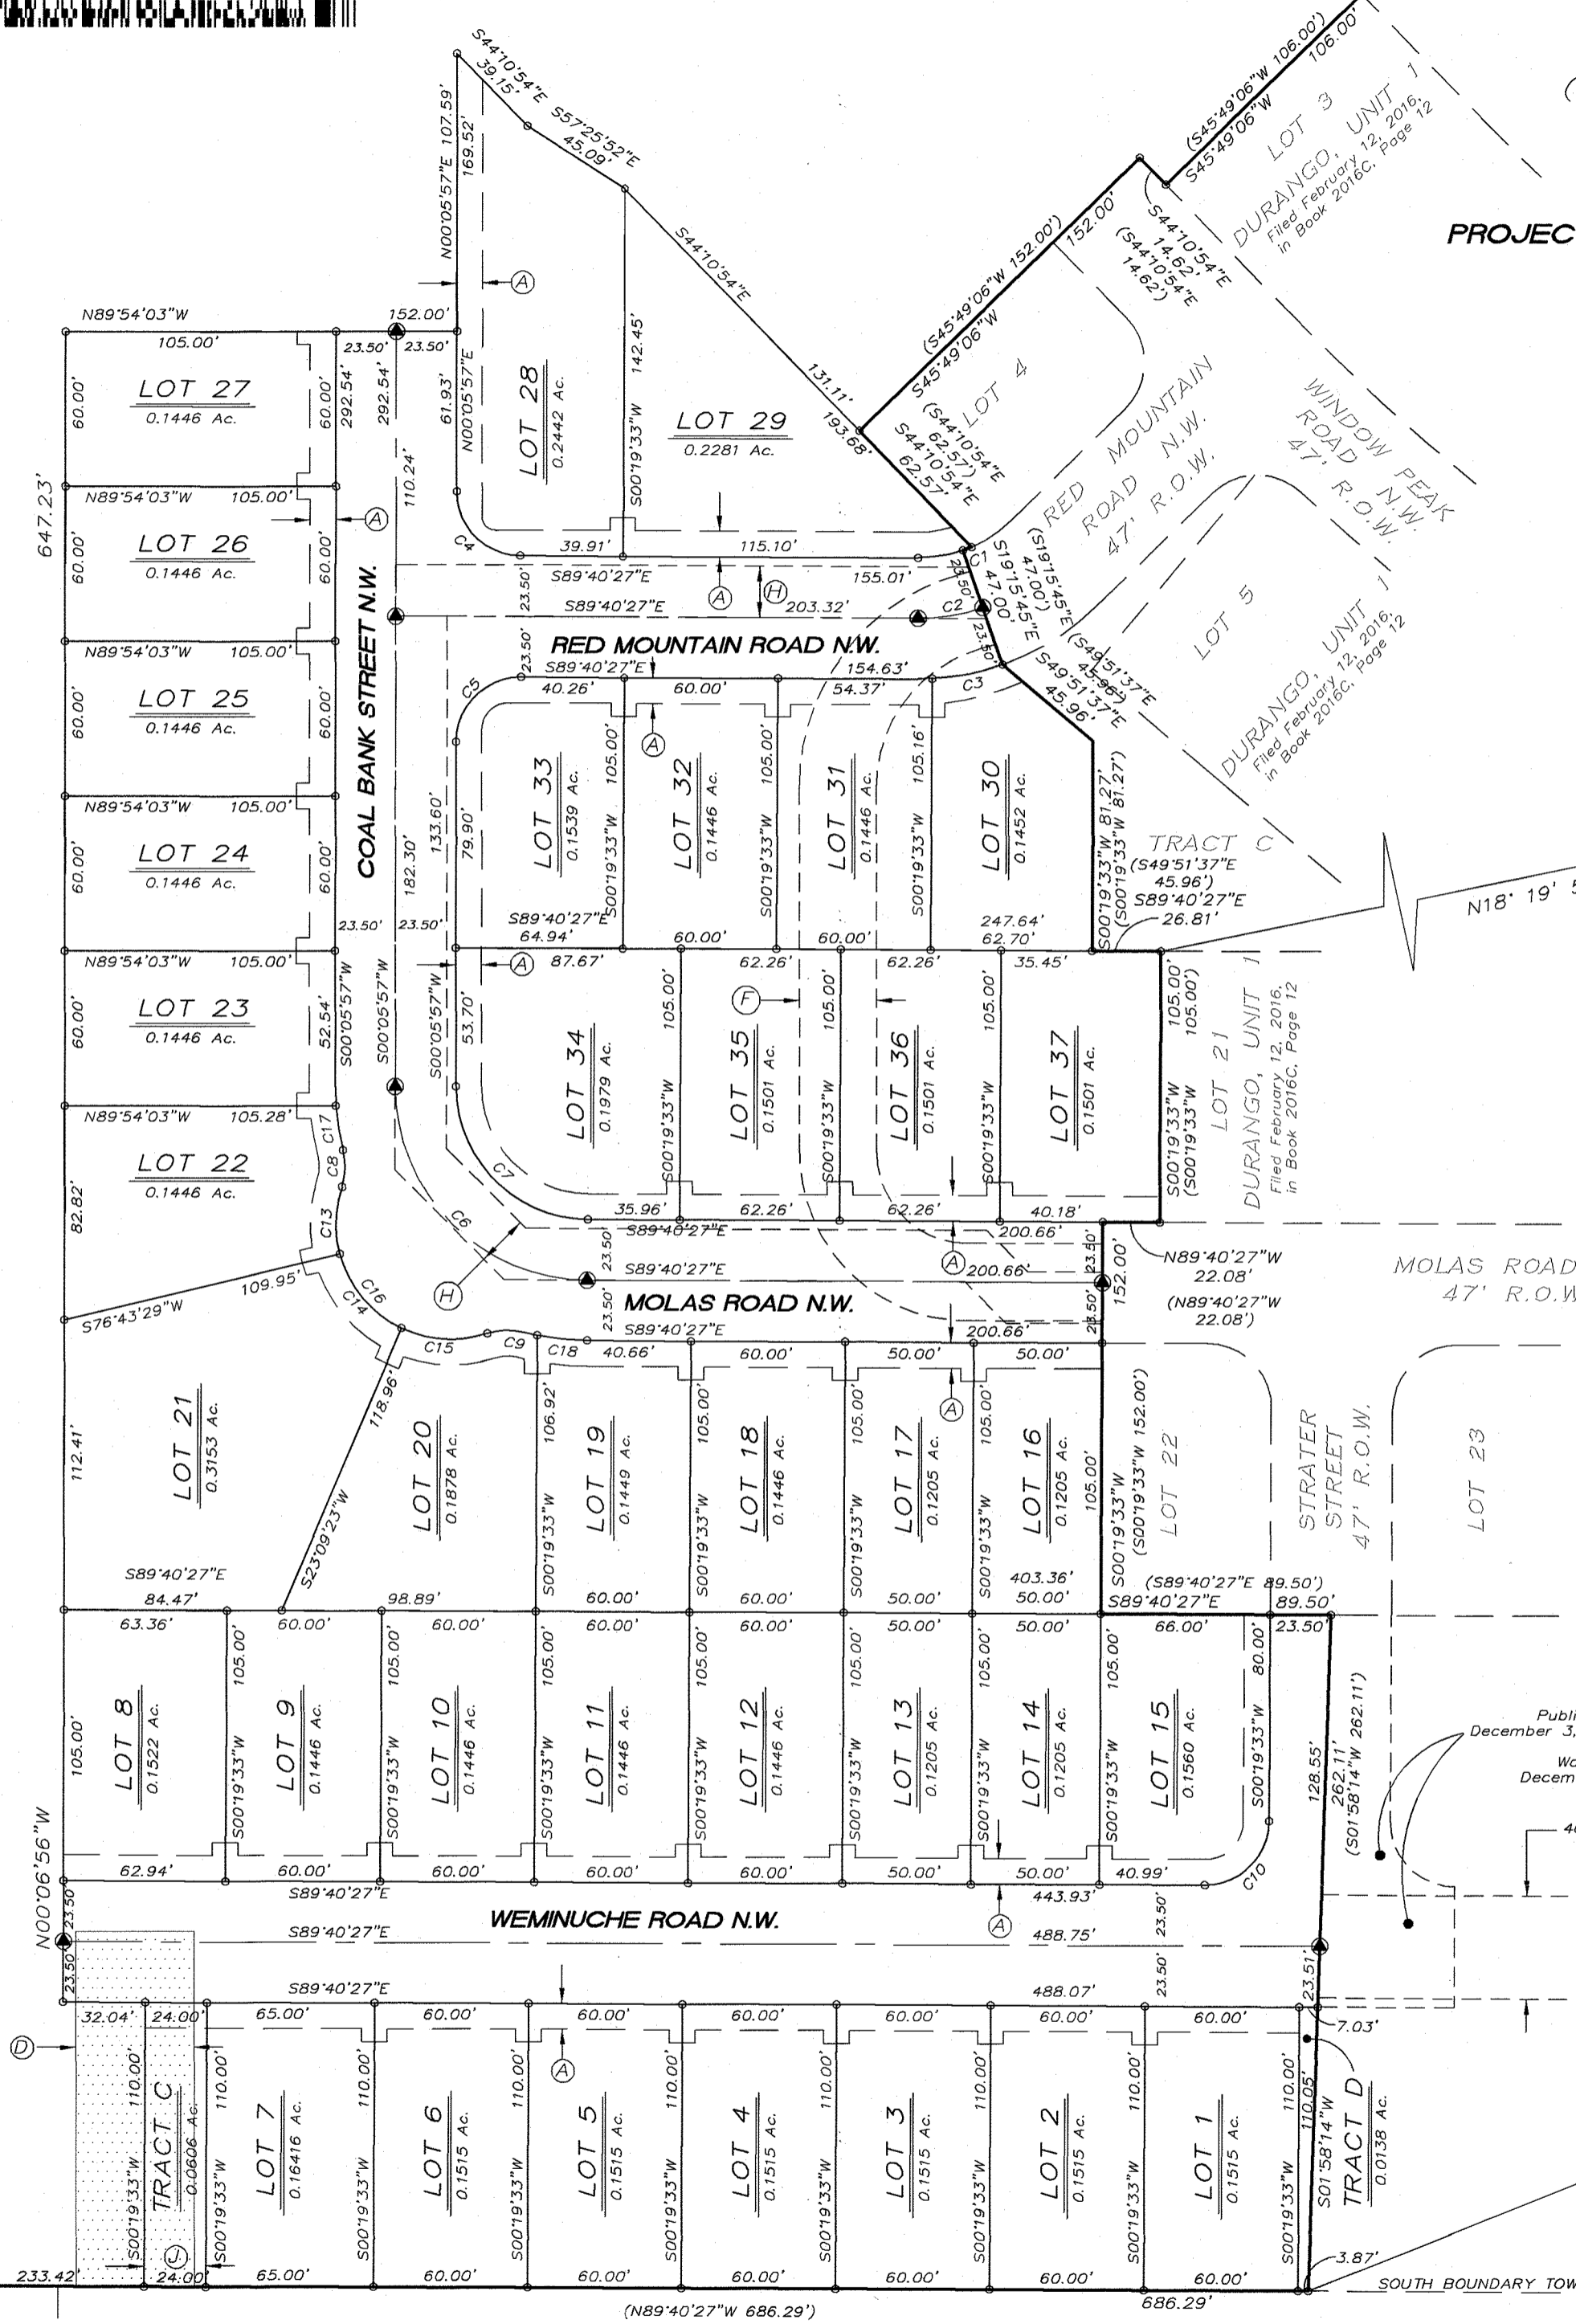 S44°10'54"E
39.15'
S57°25'52"E
45.09'
N00°05'57"E 107.59'
169.52'
S44°10'54"E
(S45°49'06"W 106.00')
106.00'
S45°49'06"W
LOT 3
DURANGO, UNIT 1
Filed February 12, 2016,
in Book 2016C, Page 12
PROJEC
(S45°49'06"W 152.00')
152.00'
S45°49'06"W
S44°10'54"E
14.62'
(S44°10'54"E
14.62')
A
N89°54'03"W
152.00'
105.00'
23.50'
23.50'
LOT 27
0.1446 Ac.
60.00'
60.00'
292.54'
292.54'
61.93'
N00°05'57"E
LOT 28
0.2442 Ac.
142.45'
S00°19'33"W
LOT 29
0.2281 Ac.
131.11'
193.68'
LOT 4
(S44°10'54"E
62.57')
S44°10'54"E
62.57'
RED MOUNTAIN
ROAD N.W.
47' R.O.W.
WINDOW PEAK
ROAD N.W.
47' R.O.W.
647.23'
N89°54'03"W 105.00'
A
110.24'
LOT 26
0.1446 Ac.
60.00'
60.00'
C4
39.91'
115.10'
S89°40'27"E
155.01'
C1
A
H
23.50'
S89°40'27"E
203.32'
C2
23.50'
23.50'
S19°15'45"E
47.00'
(S19°15'45"E
47.00')
LOT 5
DURANGO, UNIT 1
Filed February 12, 2016,
in Book 2016C, Page 12
COAL BANK STREET N.W.
RED MOUNTAIN ROAD N.W.
N89°54'03"W 105.00'
LOT 25
0.1446 Ac.
60.00'
60.00'
C5
23.50'
S89°40'27"E
154.63'
40.26'
60.00'
54.37'
C3
A
(S49°51'37"E
45.96')
S49°51'37"E
45.96'
LOT 33
0.1539 Ac.
105.00'
S00°19'33"W
LOT 32
0.1446 Ac.
105.00'
S00°19'33"W
LOT 31
0.1446 Ac.
105.16'
S00°19'33"W
LOT 30
0.1452 Ac.
S00°19'33"W 81.27'
(S00°19'33"W 81.27')
TRACT C
(S49°51'37"E
45.96')
S89°40'27"E
26.81'
N18° 19' 5
N89°54'03"W 105.00'
LOT 24
0.1446 Ac.
60.00'
60.00'
182.30'
133.60'
79.90'
23.50'
23.50'
S89°40'27"E
64.94'
60.00'
60.00'
247.64'
62.70'
N89°54'03"W 105.00'
87.67'
62.26'
62.26'
35.45'
A
F
LOT 23
0.1446 Ac.
60.00'
52.54'
S00°05'57"W
S00°05'57"W
S00°05'57"W
53.70'
LOT 34
0.1979 Ac.
105.00'
S00°19'33"W
LOT 35
0.1501 Ac.
105.00'
S00°19'33"W
LOT 36
0.1501 Ac.
105.00'
S00°19'33"W
LOT 37
0.1501 Ac.
105.00'
105.00')
S00°19'33"W
(S00°19'33"W
LOT 21
DURANGO, UNIT 1
Filed February 12, 2016,
in Book 2016C, Page 12
N89°54'03"W 105.28'
LOT 22
0.1446 Ac.
82.82'
C17
C8
C13
C7
C6
35.96'
62.26'
62.26'
40.18'
S89°40'27"E
200.66'
A
23.50'
23.50'
152.00'
N89°40'27"W
22.08'
(N89°40'27"W
22.08')
MOLAS ROAD
47' R.O.W
S76°43'29"W
109.95'
C16
C14
H
S89°40'27"E
200.66'
MOLAS ROAD N.W.
23.50'
23.50'
S89°40'27"E
200.66'
C15
C9
C18
40.66'
60.00'
50.00'
50.00'
A
LOT 21
0.3153 Ac.
112.41'
118.96'
S23°09'23"W
LOT 20
0.1878 Ac.
106.92'
S00°19'33"W
LOT 19
0.1449 Ac.
105.00'
S00°19'33"W
LOT 18
0.1446 Ac.
105.00'
S00°19'33"W
LOT 17
0.1205 Ac.
105.00'
S00°19'33"W
LOT 16
0.1205 Ac.
105.00'
S00°19'33"W
(S00°19'33"W 152.00')
LOT 22
STRATER
STREET
47' R.O.W.
LOT 23
S89°40'27"E
84.47'
98.89'
60.00'
60.00'
50.00'
403.36'
50.00'
(S89°40'27"E 89.50')
S89°40'27"E
89.50'
63.36'
60.00'
60.00'
60.00'
60.00'
50.00'
50.00'
66.00'
23.50'
LOT 8
0.1522 Ac.
105.00'
105.00'
S00°19'33"W
LOT 9
0.1446 Ac.
105.00'
S00°19'33"W
LOT 10
0.1446 Ac.
105.00'
S00°19'33"W
LOT 11
0.1446 Ac.
105.00'
S00°19'33"W
LOT 12
0.1446 Ac.
105.00'
S00°19'33"W
LOT 13
0.1205 Ac.
105.00'
S00°19'33"W
LOT 14
0.1205 Ac.
105.00'
S00°19'33"W
LOT 15
0.1560 Ac.
80.00'
S00°19'33"W
128.55'
262.11'
(S01°58'14"W 262.11')
Publi
December 3,
Wa
Decem
4
62.94'
60.00'
60.00'
60.00'
60.00'
50.00'
50.00'
40.99'
C10
S89°40'27"E
443.93'
A
N00°06'56"W
23.50'
23.50'
WEMINUCHE ROAD N.W.
S89°40'27"E
488.75'
23.50'
23.50'
23.51'
S89°40'27"E
488.07'
32.04'
24.00'
65.00'
60.00'
60.00'
60.00'
60.00'
60.00'
60.00'
7.03'
D
A
TRACT C
0.0606 Ac.
110.00'
S00°19'33"W
LOT 7
0.16416 Ac.
110.00'
S00°19'33"W
LOT 6
0.1515 Ac.
110.00'
S00°19'33"W
LOT 5
0.1515 Ac.
110.00'
S00°19'33"W
LOT 4
0.1515 Ac.
110.00'
S00°19'33"W
LOT 3
0.1515 Ac.
110.00'
S00°19'33"W
LOT 2
0.1515 Ac.
110.00'
S00°19'33"W
LOT 1
0.1515 Ac.
110.00'
S00°19'33"W
110.05'
S01°58'14"W
TRACT D
0.0138 Ac.
J
233.42'
24.00'
65.00'
60.00'
60.00'
60.00'
60.00'
60.00'
60.00'
3.87'
686.29'
SOUTH BOUNDARY TOW
(N89°40'27"W 686.29')